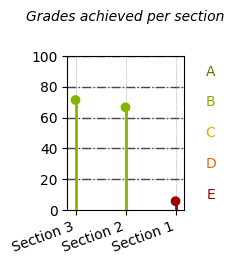 Grades achieved per section
100
80
60
40
20
0
A
B
C
D
E
Section 3
Section 2
Section 1